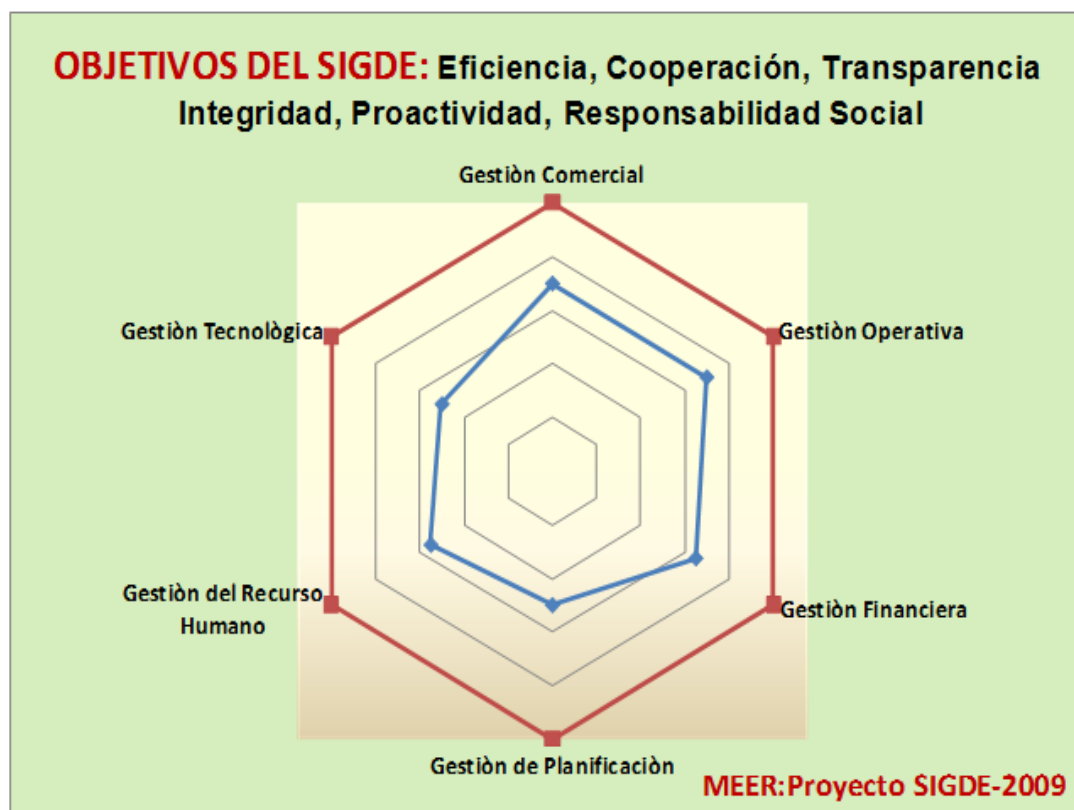 OBJETIVOS DEL SIGDE: Eficiencia, Cooperación, Transparencia
Integridad, Proactividad, Responsabilidad Social
Gestiòn Comercial
Gestiòn Tecnològica
Gestiòn Operativa
Gestiòn del Recurso
Humano
Gestiòn Financiera
Gestiòn de Planificaciòn
MEER:Proyecto SIGDE-2009